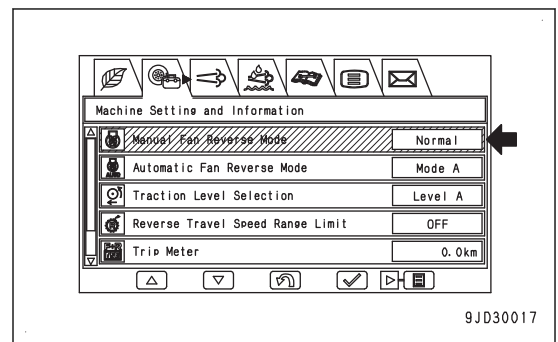 Machine Setting and Information
Manual Fan Reverse Mode Normal
AUTO Automatic Fan Reverse Mode Mode A
Traction Level Selection Level A
Reverse Travel Speed Range Limit OFF
Trip Meter 0.0km
9JD30017